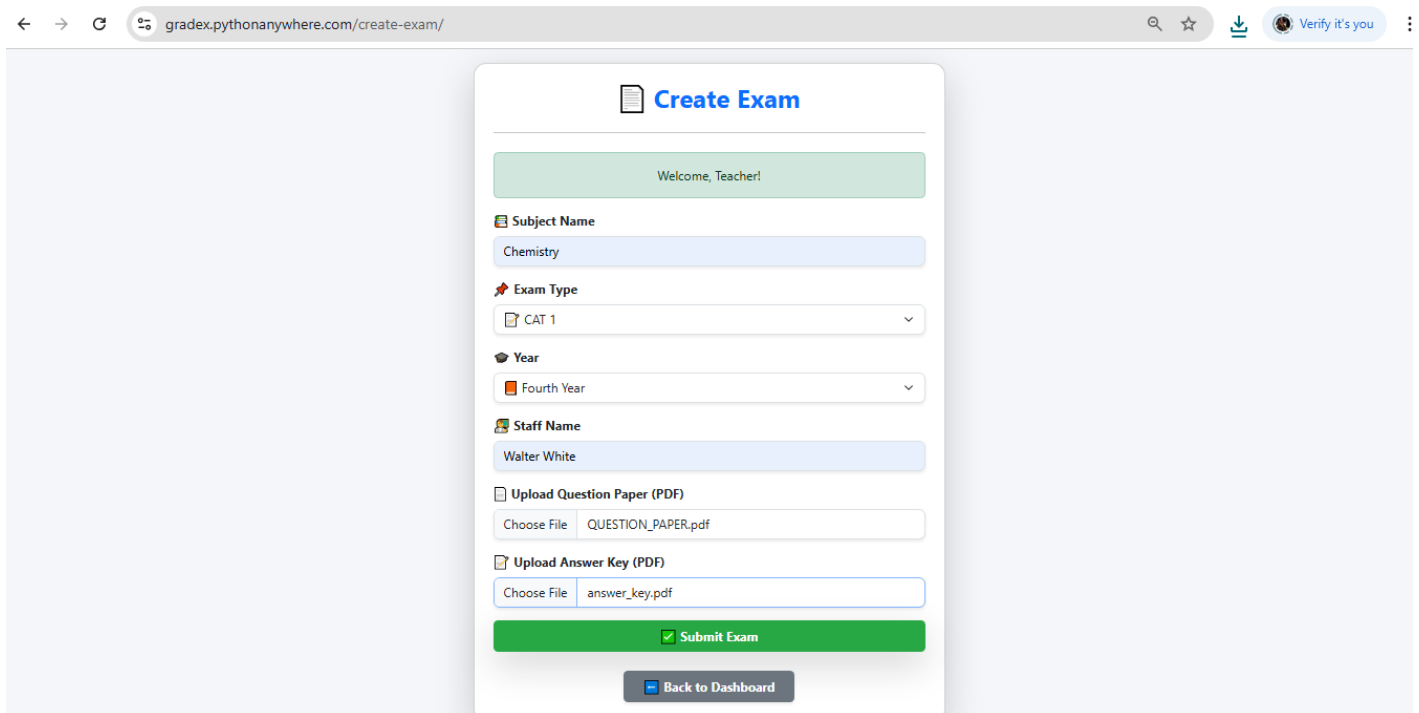 gradex.pythonanywhere.com/create-exam/
Verify it's you
Create Exam
Welcome, Teacher!
Subject Name
Chemistry
Exam Type
CAT 1
Year
Fourth Year
Staff Name
Walter White
Upload Question Paper (PDF)
Choose File QUESTION_PAPER.pdf
Upload Answer Key (PDF)
Choose File answer_key.pdf
Submit Exam
Back to Dashboard